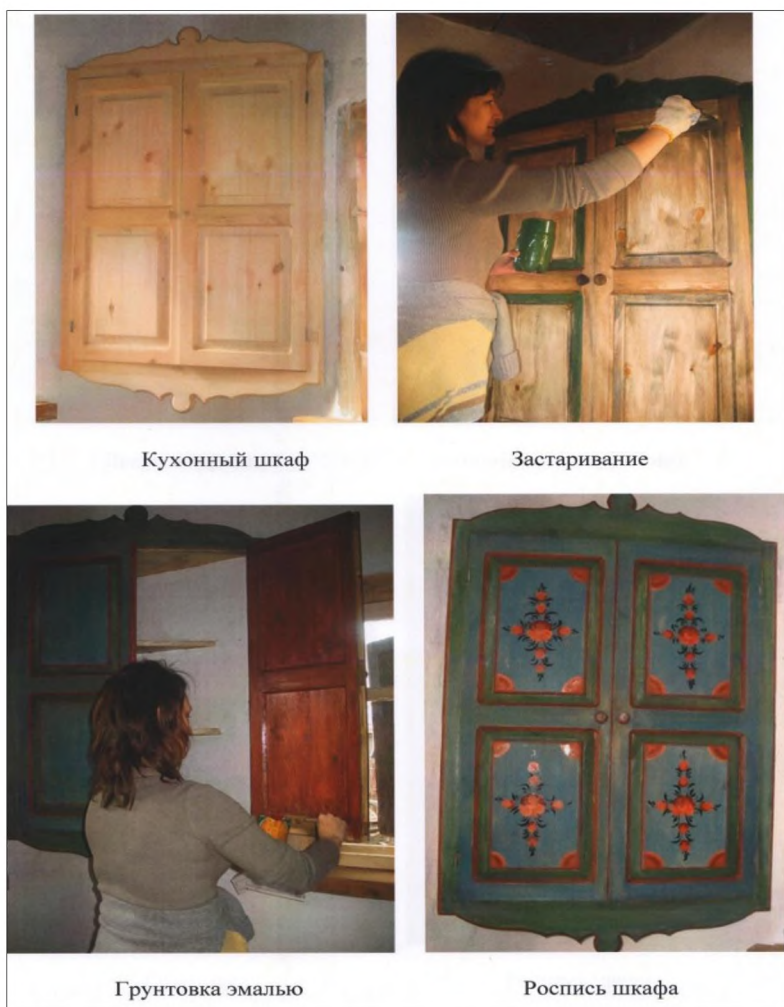 Кухонный шкаф
Застаривание
Грунтовка эмалью
Роспись шкафа